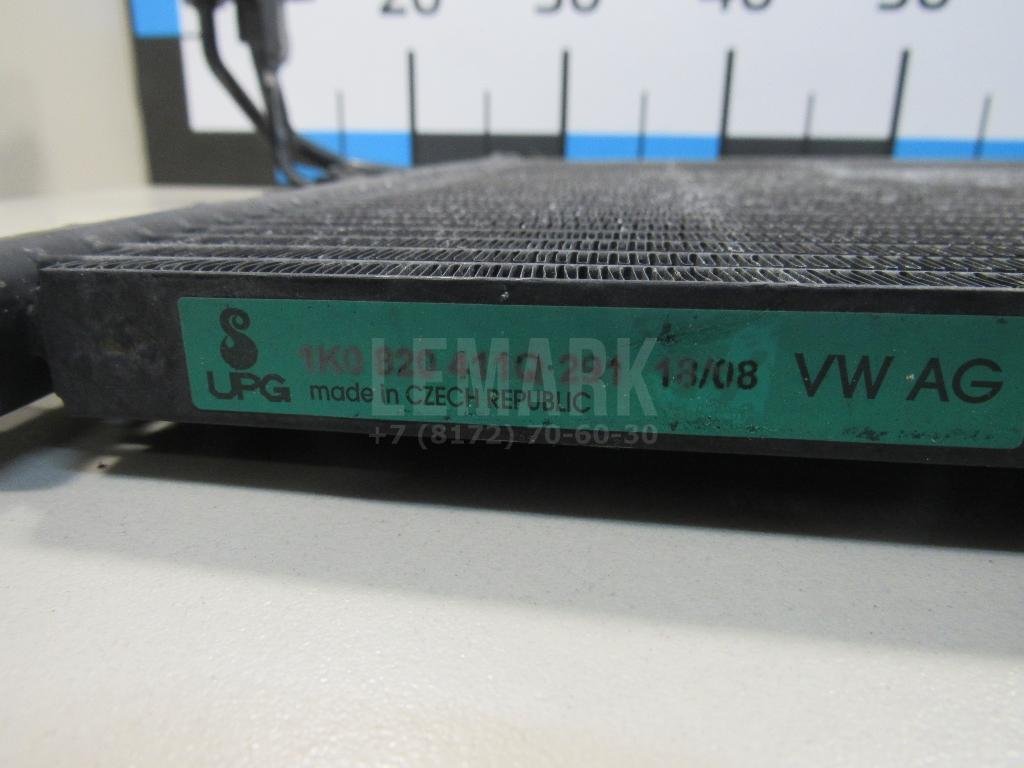 20 30 40 50
1K0 820 411Q 201 18/08 VW AG
UPG made in CZECH REPUBLIC
LEMARK
+7 (8172) 70-60-30